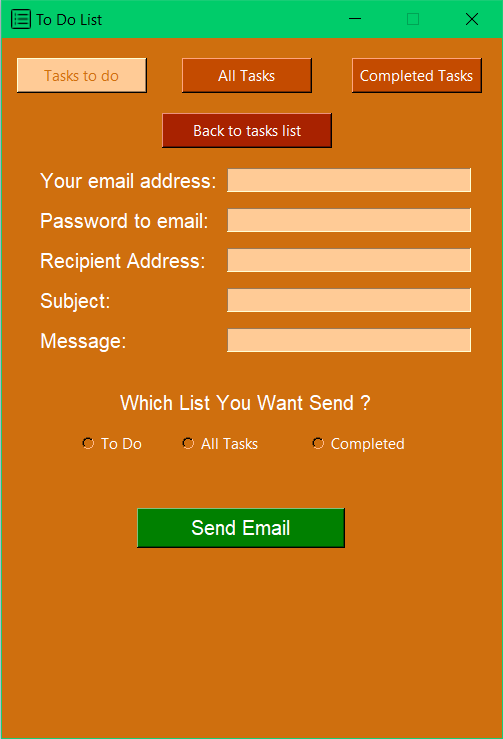 To Do List
Tasks to do All Tasks Completed Tasks
Back to tasks list
Your email address:
Password to email:
Recipient Address:
Subject:
Message:
Which List You Want Send ?
To Do All Tasks Completed
Send Email